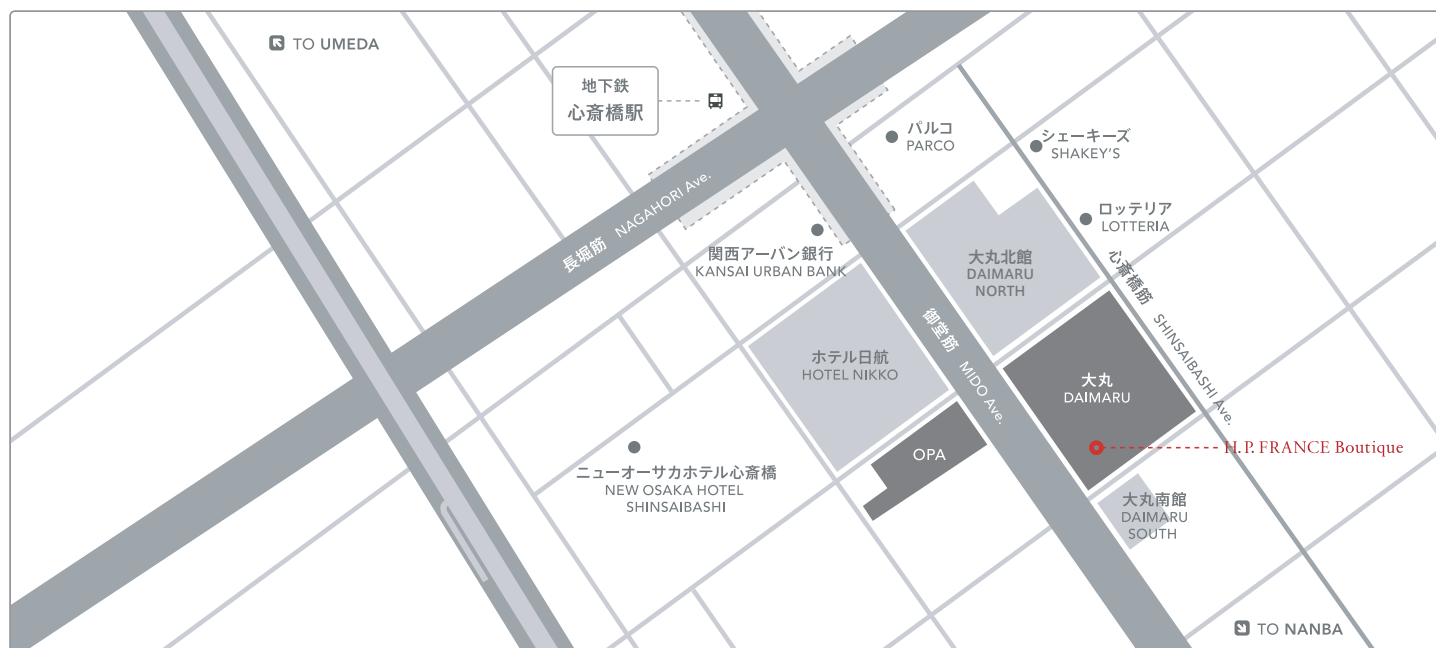 TO UMEDA
地下鉄
心斎橋駅
パルコ
PARCO
シェーキーズ
SHAKEY'S
ロッテリア
LOTTERIA
長堀筋 NAGAHORI Ave.
関西アーバン銀行
KANSAI URBAN BANK
大丸北館
DAIMARU
NORTH
心斎橋筋 SHINSAIBASHI Ave.
御堂筋 MIDO Ave.
ホテル日航
HOTEL NIKKO
大丸
DAIMARU
OPA
H.P. FRANCE Boutique
ニューオーサカホテル心斎橋
NEW OSAKA HOTEL
SHINSAIBASHI
大丸南館
DAIMARU
SOUTH
TO NANBA